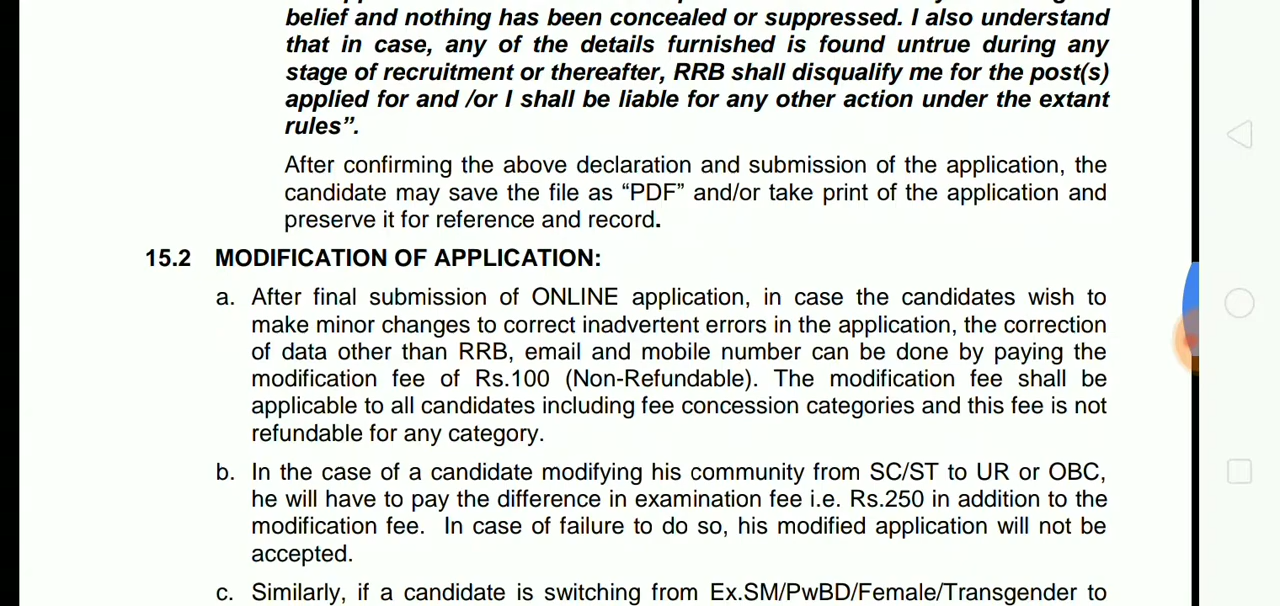 belief and nothing has been concealed or suppressed. I also understand
that in case, any of the details furnished is found untrue during any
stage of recruitment or thereafter, RRB shall disqualify me for the post(s)
applied for and /or I shall be liable for any other action under the extant
rules”.
After confirming the above declaration and submission of the application, the
candidate may save the file as “PDF” and/or take print of the application and
preserve it for reference and record.
15.2 MODIFICATION OF APPLICATION:
a. After final submission of ONLINE application, in case the candidates wish to
make minor changes to correct inadvertent errors in the application, the correction
of data other than RRB, email and mobile number can be done by paying the
modification fee of Rs.100 (Non-Refundable). The modification fee shall be
applicable to all candidates including fee concession categories and this fee is not
refundable for any category.
b. In the case of a candidate modifying his community from SC/ST to UR or OBC,
he will have to pay the difference in examination fee i.e. Rs.250 in addition to the
modification fee. In case of failure to do so, his modified application will not be
accepted.
c. Similarly, if a candidate is switching from Ex.SM/PwBD/Female/Transgender to